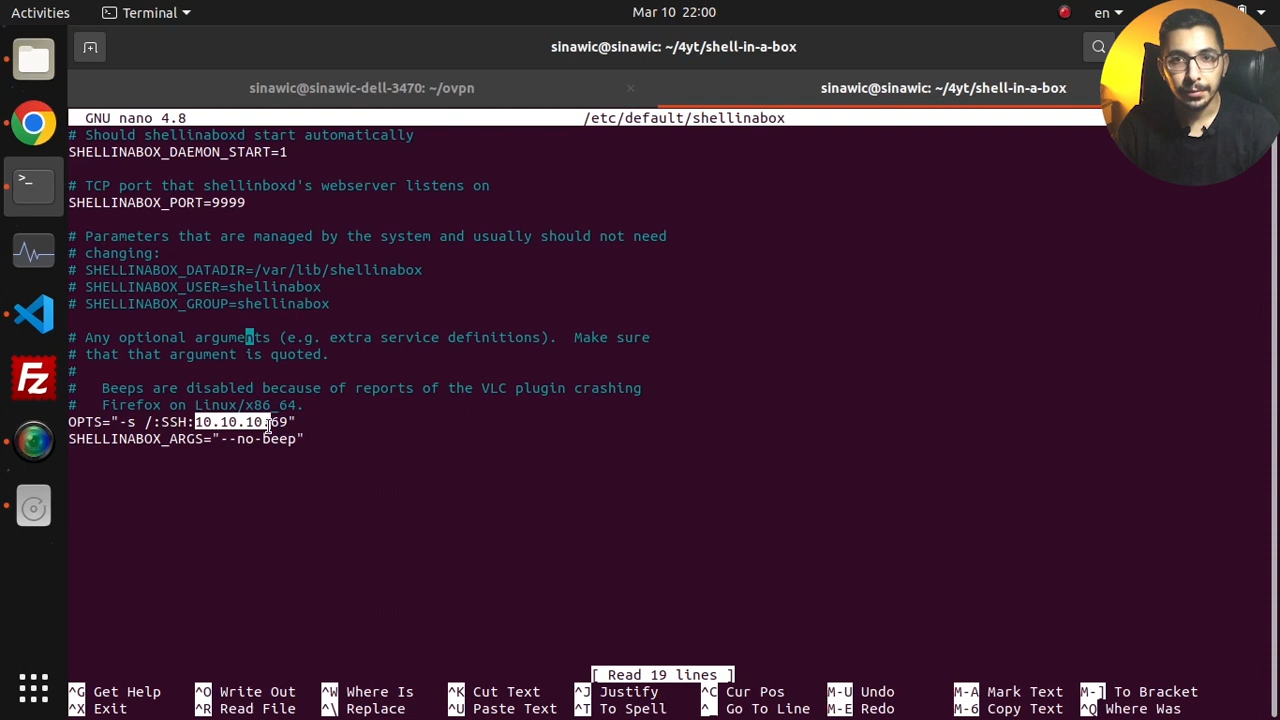 Activities
Terminal
Mar 10 22:00
en
sinawic@sinawic: ~/4yt/shell-in-a-box
sinawic@sinawic-dell-3470: ~/ovpn
sinawic@sinawic: ~/4yt/shell-in-a-box
GNU nano 4.8 /etc/default/shellinabox
# Should shellinaboxd start automatically
SHELLINABOX_DAEMON_START=1
# TCP port that shellinboxd's webserver listens on
SHELLINABOX_PORT=9999
# Parameters that are managed by the system and usually should not need
# changing:
# SHELLINABOX_DATADIR=/var/lib/shellinabox
# SHELLINABOX_USER=shellinabox
# SHELLINABOX_GROUP=shellinabox
# Any optional arguments (e.g. extra service definitions).  Make sure
# that that argument is quoted.
#
#   Beeps are disabled because of reports of the VLC plugin crashing
#   Firefox on Linux/x86_64.
OPTS="-s /:SSH:10.10.10.69"
SHELLINABOX_ARGS="--no-beep"
[ Read 19 lines ]
^G Get Help ^O Write Out ^W Where Is ^K Cut Text ^J Justify ^C Cur Pos M-U Undo M-A Mark Text M-] To Bracket
^X Exit ^R Read File ^\ Replace ^U Paste Text ^T To Spell ^_ Go To Line M-E Redo M-6 Copy Text ^Q Where Was
>_
Fz